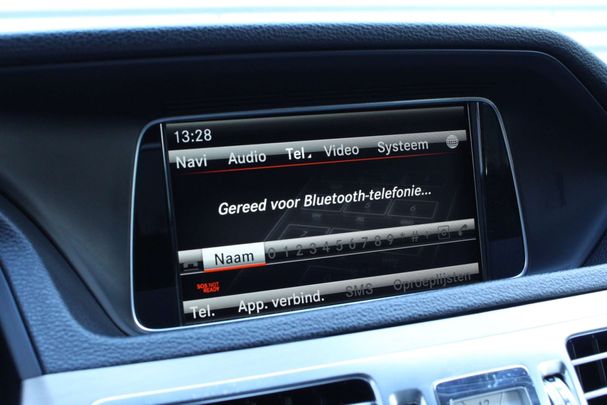 13:28
Navi Audio Tel. Video Systeem
Gereed voor Bluetooth-telefonie...
Naam 0 1 2 3 4 5 6 7 8 9 * # +
SOS NOT
READY
Tel. App. verbind. SMS Oproeplijsten